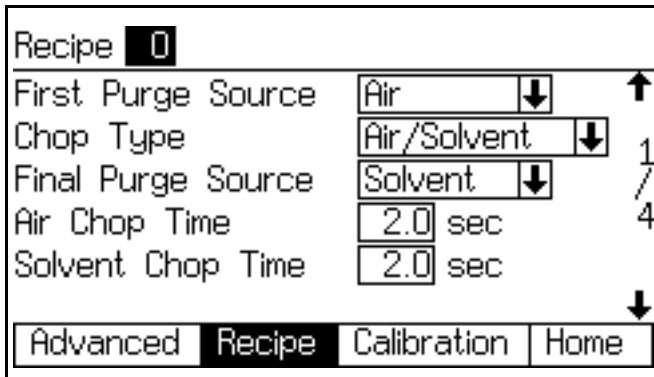 Recipe 0
First Purge Source Air
Chop Type Air/Solvent
Final Purge Source Solvent
Air Chop Time 2.0 sec
Solvent Chop Time 2.0 sec
1/4
Advanced Recipe Calibration Home